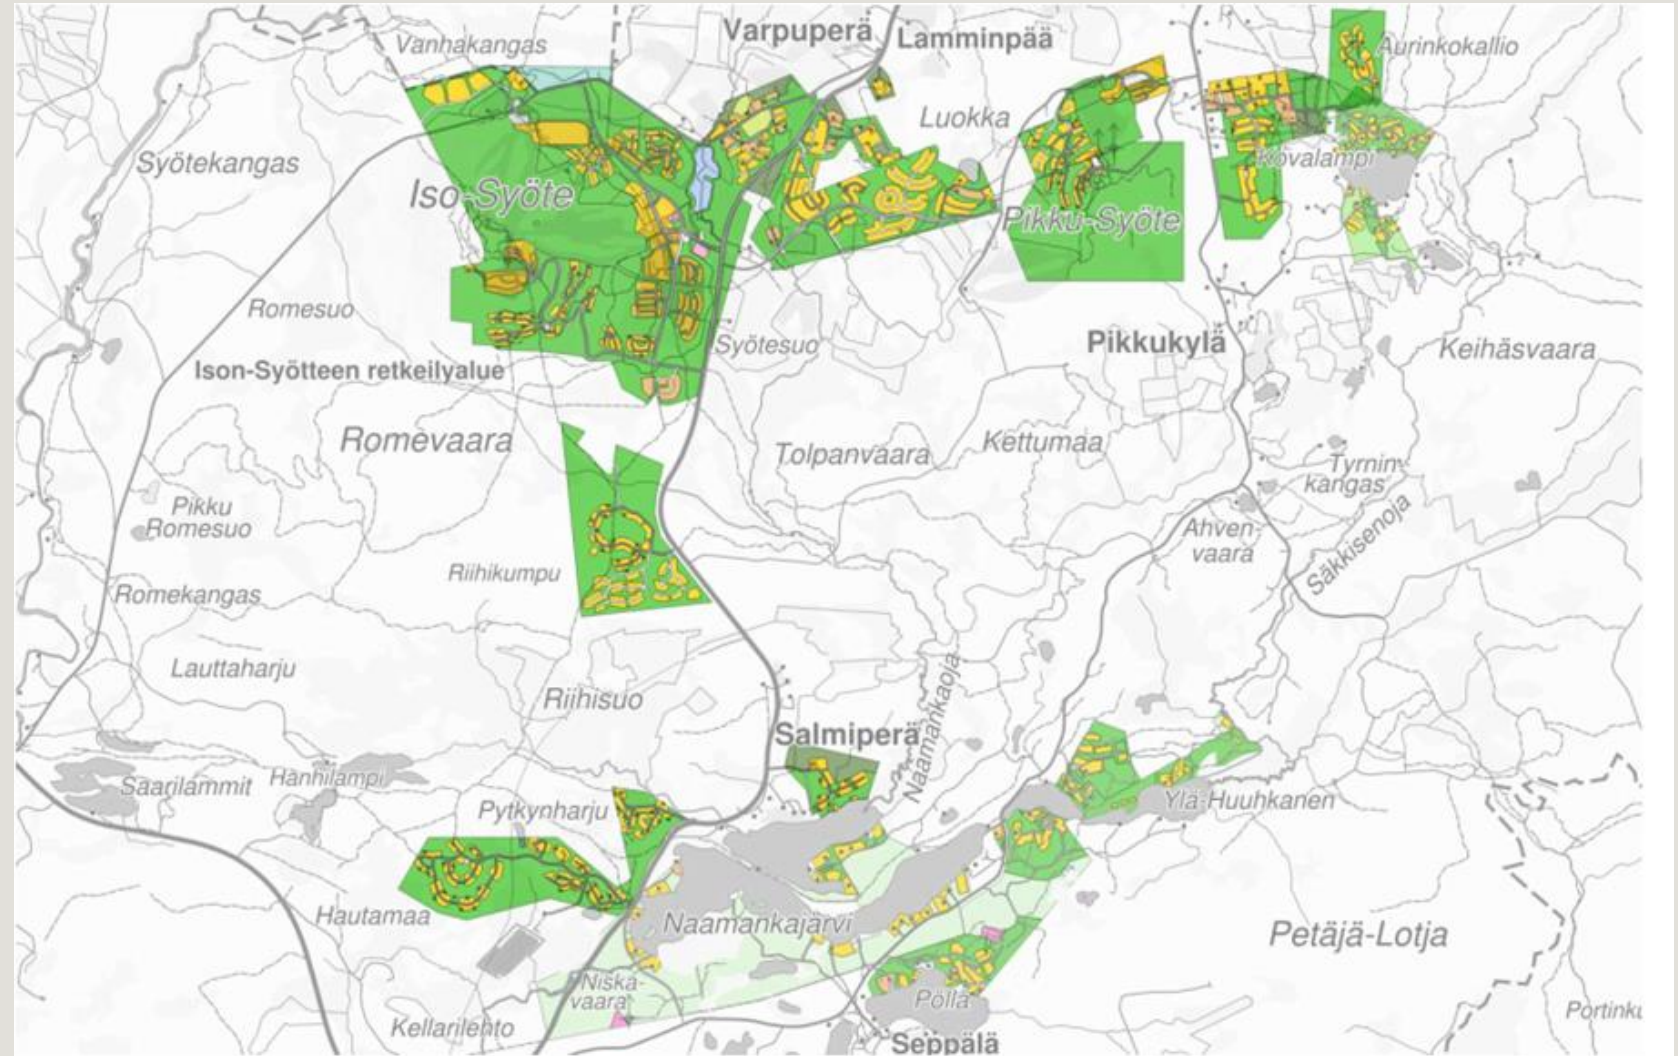 Varpuperä
Lamminpää
Vanhakangas
Aurinkokallio
Luokka
Syötekangas
Kovalampi
Iso-Syöte
Pikku-Syöte
Romesuo
Syötesuo
Pikkukylä
Keihäsvaara
Ison-Syötteen retkeilyalue
Romevaara
Tolpanvaara
Kettumaa
Tyrnin-
kangas
Pikku
Romesuo
Ahven-
vaara
Säkkisenoja
Riihikumpu
Romekangas
Lauttaharju
Riihisuo
Naamankaoja
Salmiperä
Saarilammit
Hanhilampi
Pytkynharju
Ylä-Huuhkanen
Hautamaa
Naamankajärvi
Petäjä-Lotja
Niska-
vaara
Polla
Portinku
Kellarilehto
Seppälä